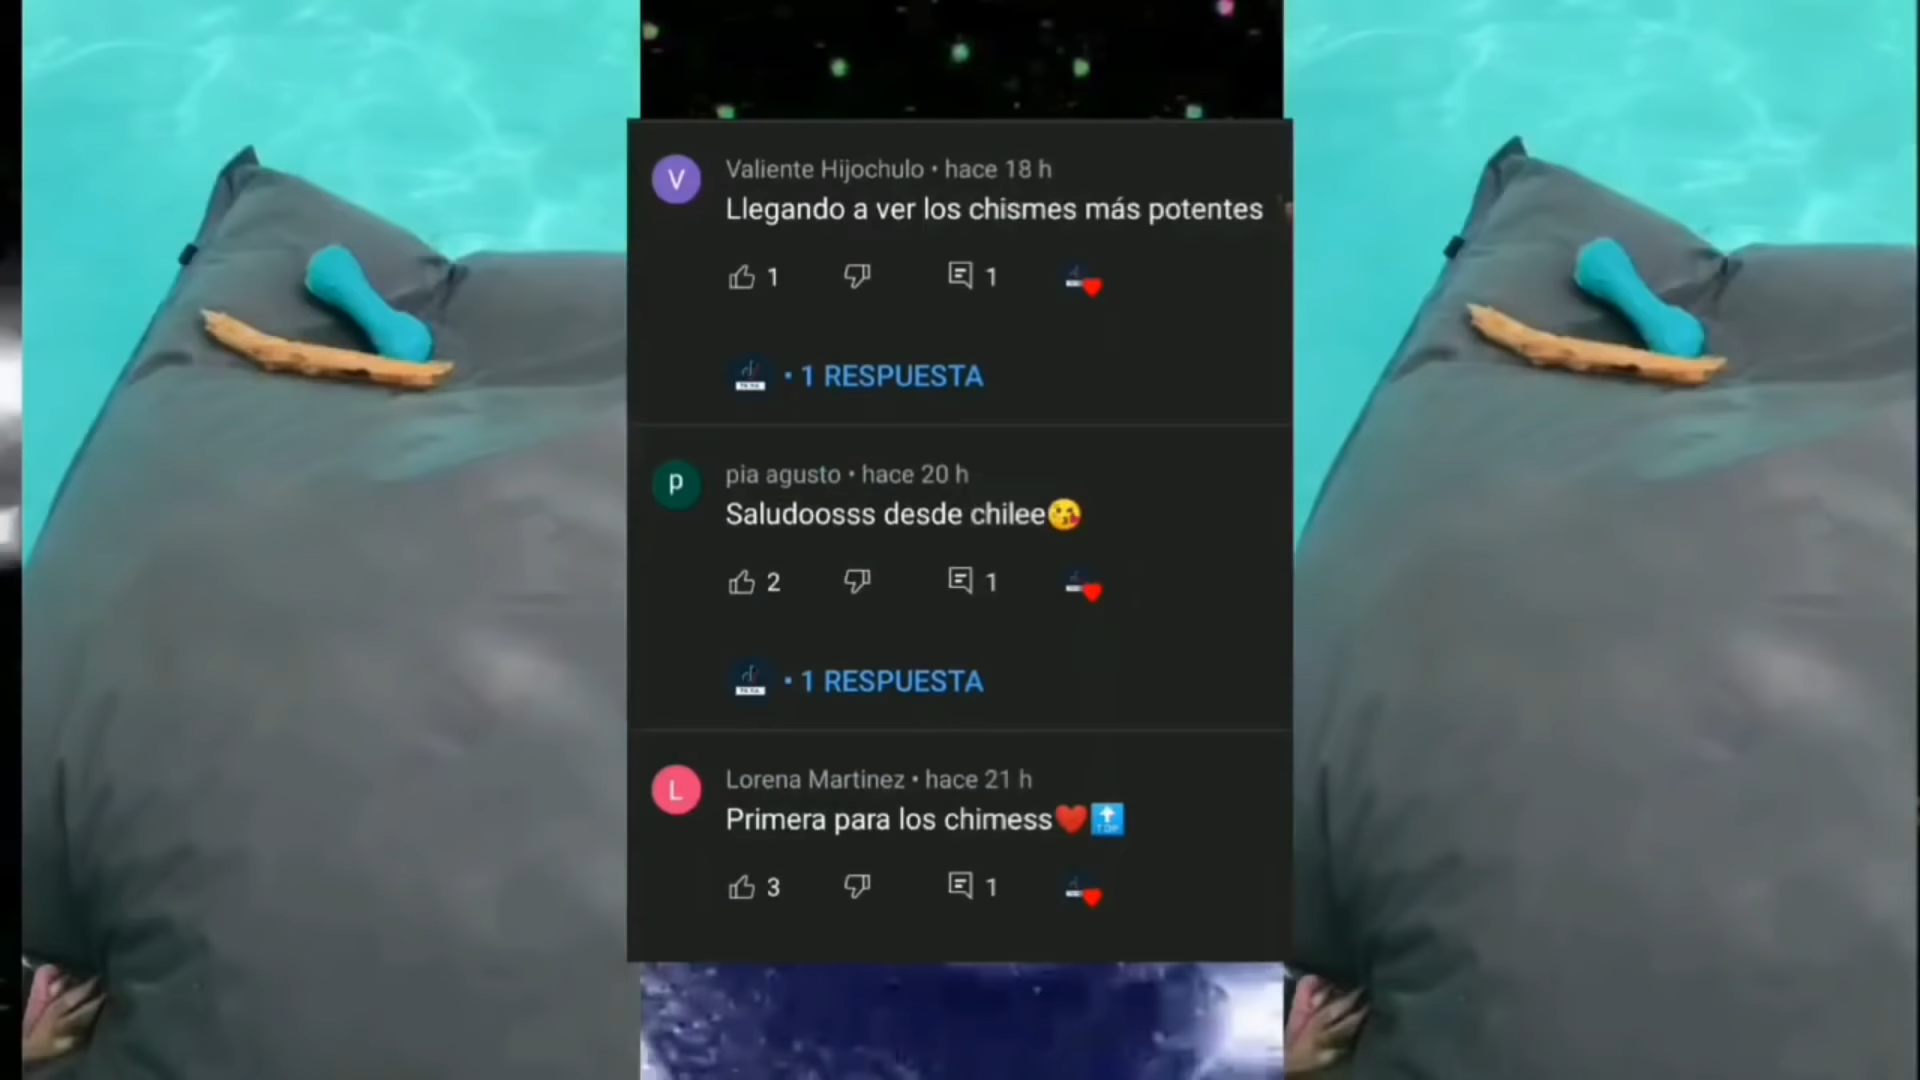 V
Valiente Hijochulo • hace 18 h
Llegando a ver los chismes más potentes
1
1
• 1 RESPUESTA
p
pia agusto • hace 20 h
Saludoosss desde chilee😘
2
1
• 1 RESPUESTA
L
Lorena Martinez • hace 21 h
Primera para los chimess❤️🔝
3
1